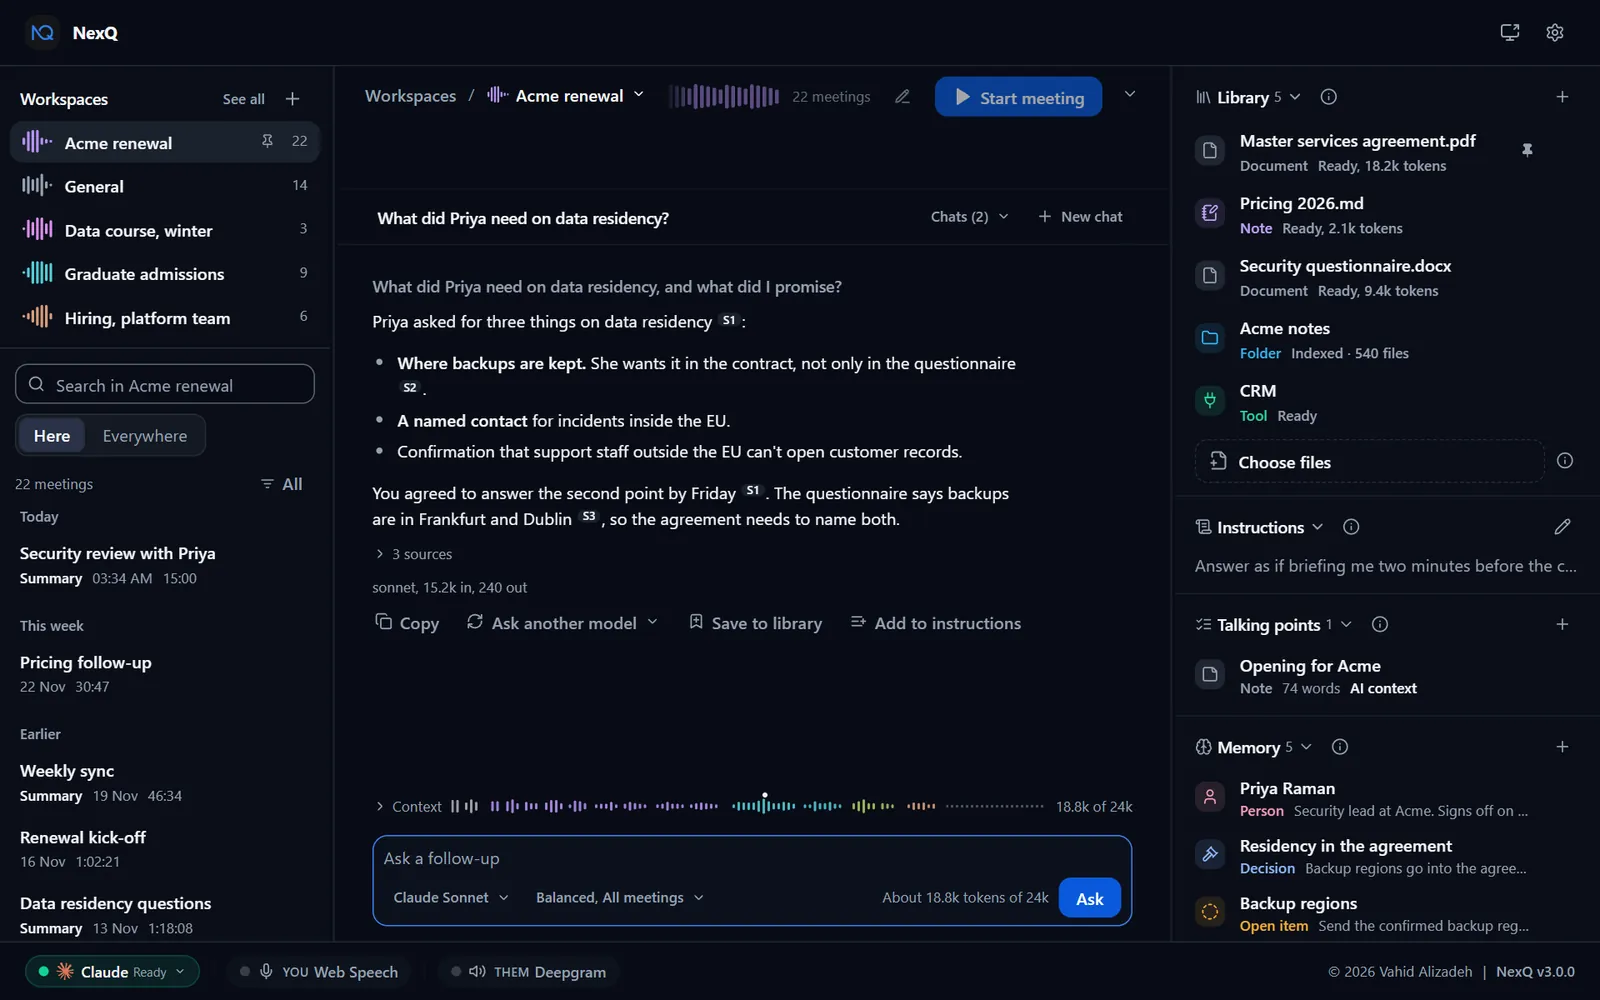 NexQ
Workspaces
See all
Acme renewal 22
General 14
Data course, winter 3
Graduate admissions 9
Hiring, platform team 6
Search in Acme renewal
Here Everywhere
22 meetings All
Today
Security review with Priya
Summary 03:34 AM 15:00
This week
Pricing follow-up
22 Nov 30:47
Earlier
Weekly sync
Summary 19 Nov 46:34
Renewal kick-off
16 Nov 1:02:21
Data residency questions
Summary 13 Nov 1:18:08
Workspaces / Acme renewal 22 meetings Start meeting
What did Priya need on data residency? Chats (2) New chat
What did Priya need on data residency, and what did I promise?
Priya asked for three things on data residency S1 :
• Where backups are kept. She wants it in the contract, not only in the questionnaire
S2 .
• A named contact for incidents inside the EU.
• Confirmation that support staff outside the EU can't open customer records.
You agreed to answer the second point by Friday S1 . The questionnaire says backups
are in Frankfurt and Dublin S3 , so the agreement needs to name both.
3 sources
sonnet, 15.2k in, 240 out
Copy Ask another model Save to library Add to instructions
Context 18.8k of 24k
Ask a follow-up
Claude Sonnet Balanced, All meetings About 18.8k tokens of 24k Ask
Library 5
Master services agreement.pdf
Document Ready, 18.2k tokens
Pricing 2026.md
Note Ready, 2.1k tokens
Security questionnaire.docx
Document Ready, 9.4k tokens
Acme notes
Folder Indexed · 540 files
CRM
Tool Ready
Choose files
Instructions
Answer as if briefing me two minutes before the c...
Talking points 1
Opening for Acme
Note 74 words AI context
Memory 5
Priya Raman
Person Security lead at Acme. Signs off on ...
Residency in the agreement
Decision Backup regions go into the agree...
Backup regions
Open item Send the confirmed backup reg...
Claude Ready YOU Web Speech THEM Deepgram
© 2026 Vahid Alizadeh | NexQ v3.0.0